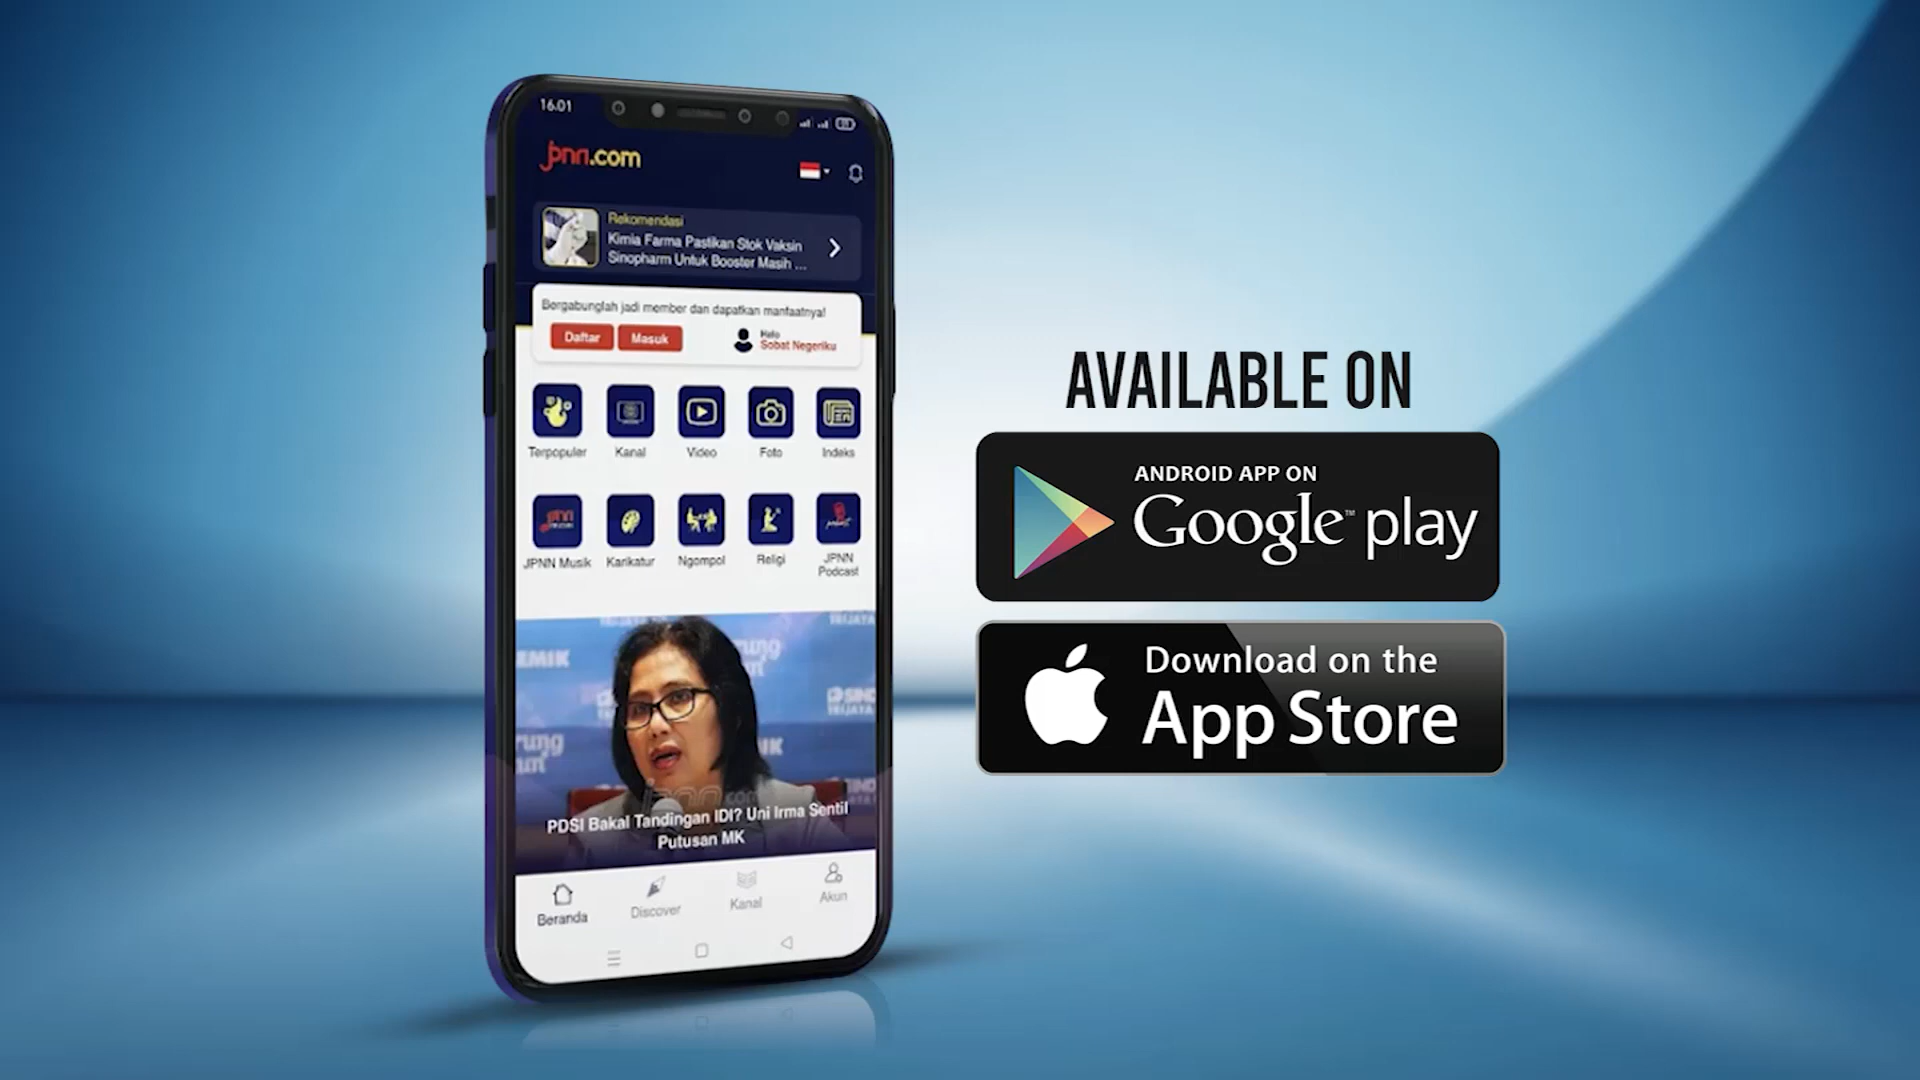 16.01
jpnn.com
Rekomendasi
Kimia Farma Pastikan Stok Vaksin
Sinopharm Untuk Booster Masih ...
Bergabunglah jadi member dan dapatkan manfaatnya!
Daftar
Masuk
Halo
Sobat Negeriku
Terpopuler
Kanal
Video
Foto
Indeks
JPNN Musik
Karikatur
Ngompol
Religi
JPNN
Podcast
PDSI Bakal Tandingan IDI? Uni Irma Sentil
Putusan MK
Beranda
Discover
Kanal
Akun
AVAILABLE ON
ANDROID APP ON
Google™ play
Download on the
App Store